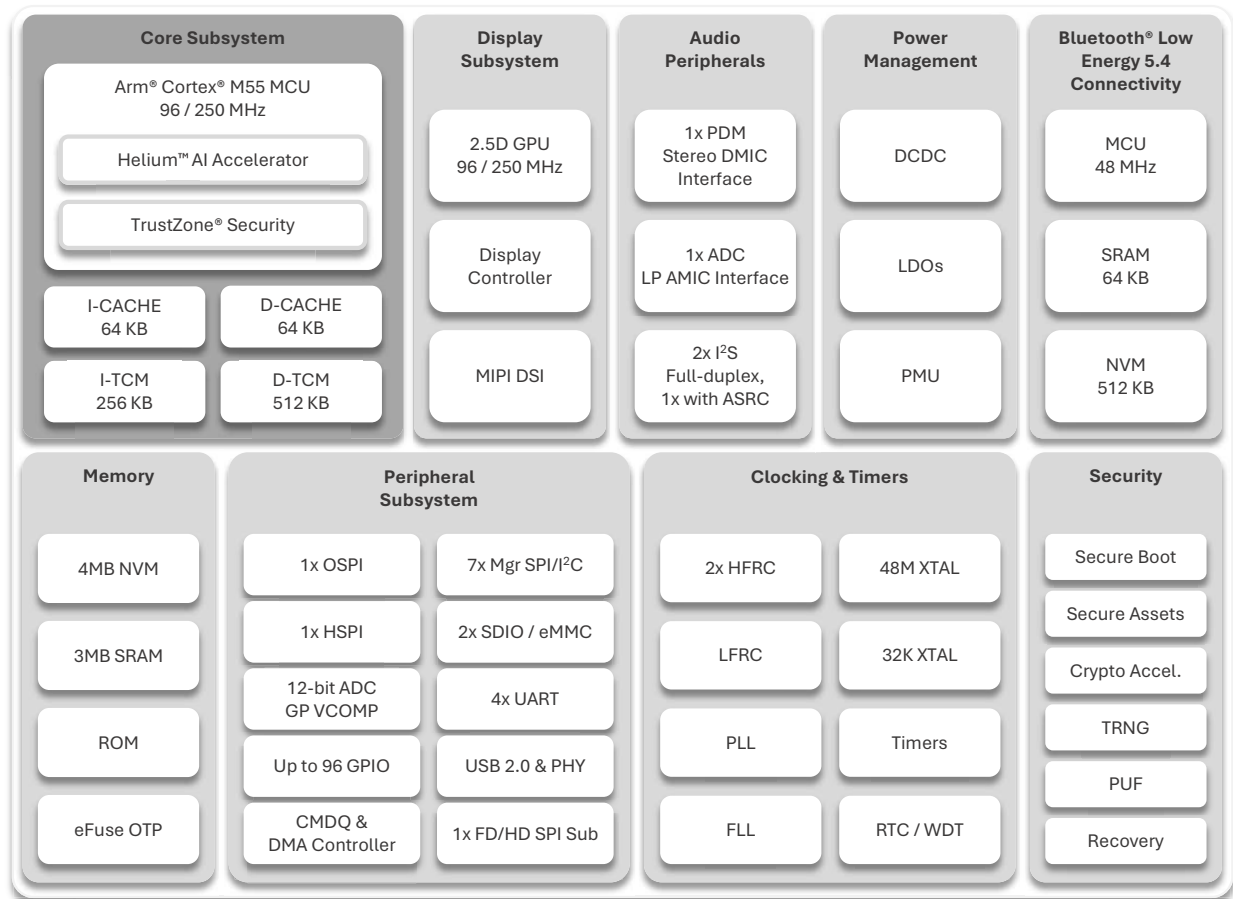 Core Subsystem
Arm® Cortex® M55 MCU
96 / 250 MHz
Helium™ AI Accelerator
TrustZone® Security
I-CACHE
64 KB
D-CACHE
64 KB
I-TCM
256 KB
D-TCM
512 KB
Display
Subsystem
2.5D GPU
96 / 250 MHz
Display
Controller
MIPI DSI
Audio
Peripherals
1x PDM
Stereo DMIC
Interface
1x ADC
LP AMIC Interface
2x I²S
Full-duplex,
1x with ASRC
Power
Management
DCDC
LDOs
PMU
Bluetooth® Low
Energy 5.4
Connectivity
MCU
48 MHz
SRAM
64 KB
NVM
512 KB
Memory
4MB NVM
3MB SRAM
ROM
eFuse OTP
Peripheral
Subsystem
1x OSPI
7x Mgr SPI/I²C
1x HSPI
2x SDIO / eMMC
12-bit ADC
GP VCOMP
4x UART
Up to 96 GPIO
USB 2.0 & PHY
CMDQ &
DMA Controller
1x FD/HD SPI Sub
Clocking & Timers
2x HFRC
48M XTAL
LFRC
32K XTAL
PLL
Timers
FLL
RTC / WDT
Security
Secure Boot
Secure Assets
Crypto Accel.
TRNG
PUF
Recovery